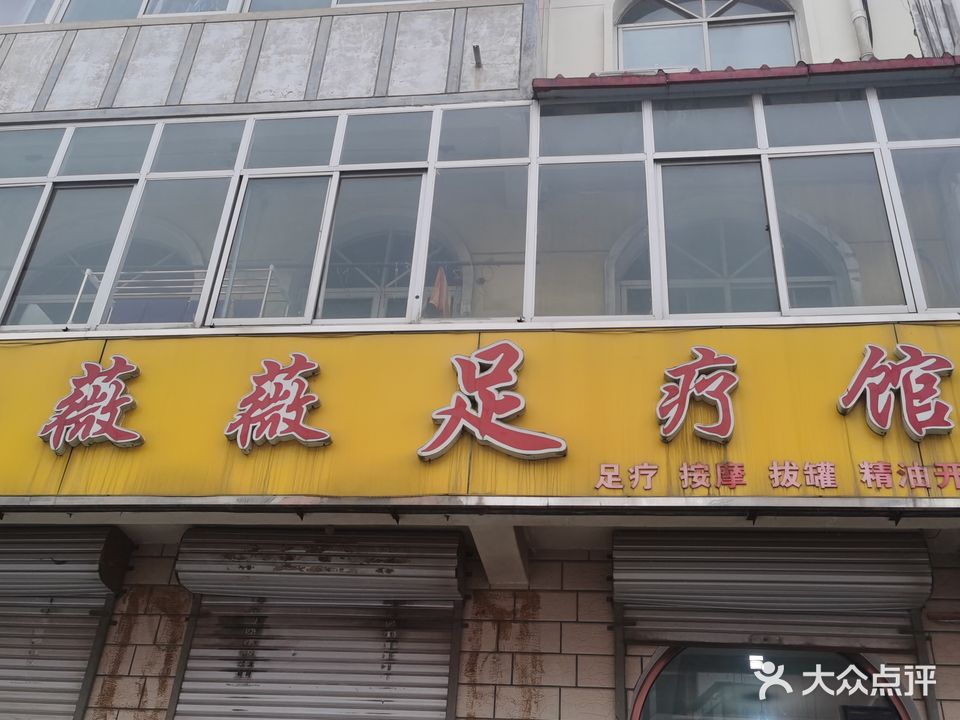 薇薇足疗馆
足疗 按摩 拔罐 精油开
大众点评